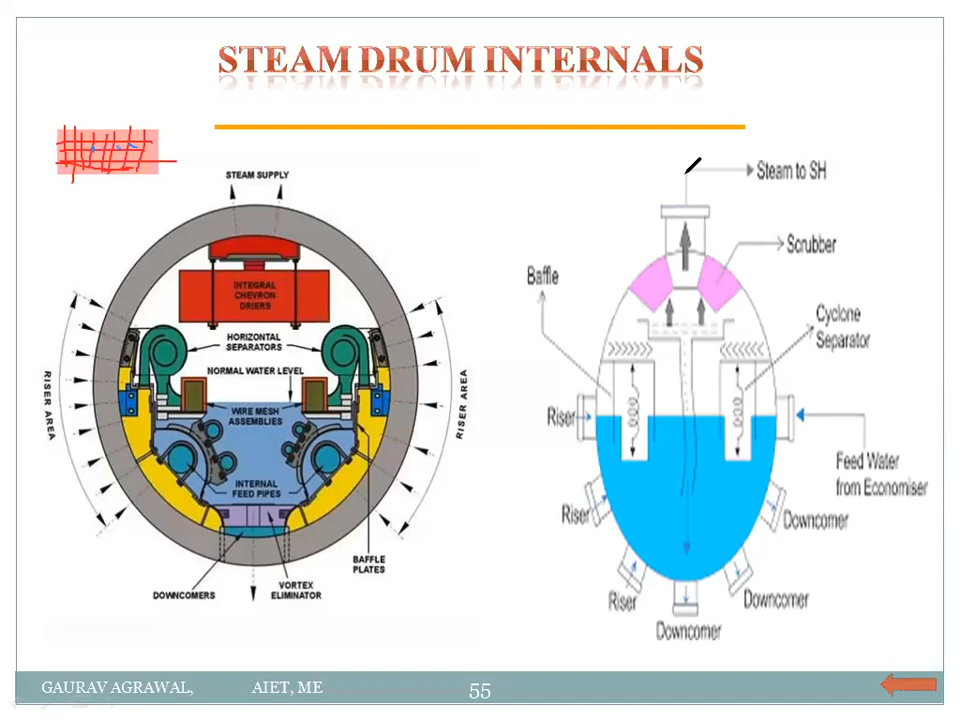 STEAM DRUM INTERNALS
STEAM SUPPLY
INTEGRAL
CHEVRON
DRIERS
HORIZONTAL
SEPARATORS
NORMAL WATER LEVEL
WIRE MESH
ASSEMBLIES
INTERNAL
FEED PIPES
RISER AREA
RISER AREA
BAFFLE
PLATES
DOWNCOMERS
VORTEX
ELIMINATOR
Steam to SH
Scrubber
Baffle
Cyclone
Separator
Riser
Feed Water
from Economiser
Riser
Downcomer
Riser
Downcomer
Downcomer
GAURAV AGRAWAL, AIET, ME
55